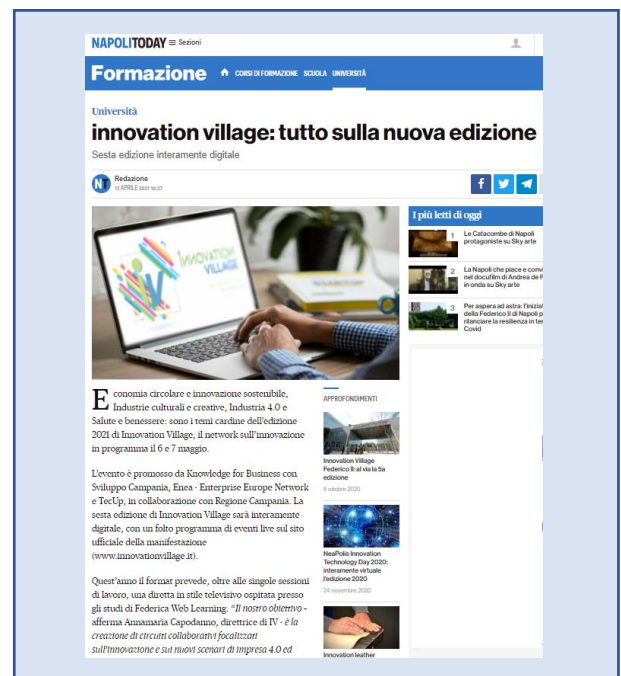 NAPOLITODAY ≡ Sezioni
Formazione CORSI DI FORMAZIONE SCUOLA UNIVERSITÀ
Università
innovation village: tutto sulla nuova edizione
Sesta edizione interamente digitale
NT Redazione
APRILE 2021
I più letti di oggi
1 Le Catacombe di Napoli
protagoniste su Sky arte
2 La Napoli che piace e
nel docufilm di Andrea de
in onda su Sky arte
3 Per aspera ad astra:
della Federico II di Napoli
rilanciare la resilienza in
Covid
INNOVATION
VILLAGE
Economia circolare e innovazione sostenibile,
Industrie culturali e creative, Industria 4.0 e
Salute e benessere: sono i temi cardine dell'edizione
2021 di Innovation Village, il network sull'innovazione
in programma il 6 e 7 maggio.
L'evento è promosso da Knowledge for Business con
Sviluppo Campania, Enea - Enterprise Europe Network
e TecUp, in collaborazione con Regione Campania. La
sesta edizione di Innovation Village sarà interamente
digitale, con un folto programma di eventi live sul sito
ufficiale della manifestazione
(www.innovationvillage.it).
Quest'anno il format prevede, oltre alle singole sessioni
di lavoro, una diretta in stile televisivo ospitata presso
gli studi di Federica Web Learning. "Il nostro obiettivo -
afferma Annamaria Capodanno, direttrice di IV - è la
creazione di circuiti collaborativi focalizzati
sull'innovazione e sui nuovi scenari di impresa 4.0 ed
APPROFONDIMENTI
Innovation Village
Federico II: al via la 5a
edizione
6 ottobre 2020
NeaPolis Innovation
Technology Day 2020:
interamente virtuale
l'edizione 2020
24 novembre 2020
Innovation leather